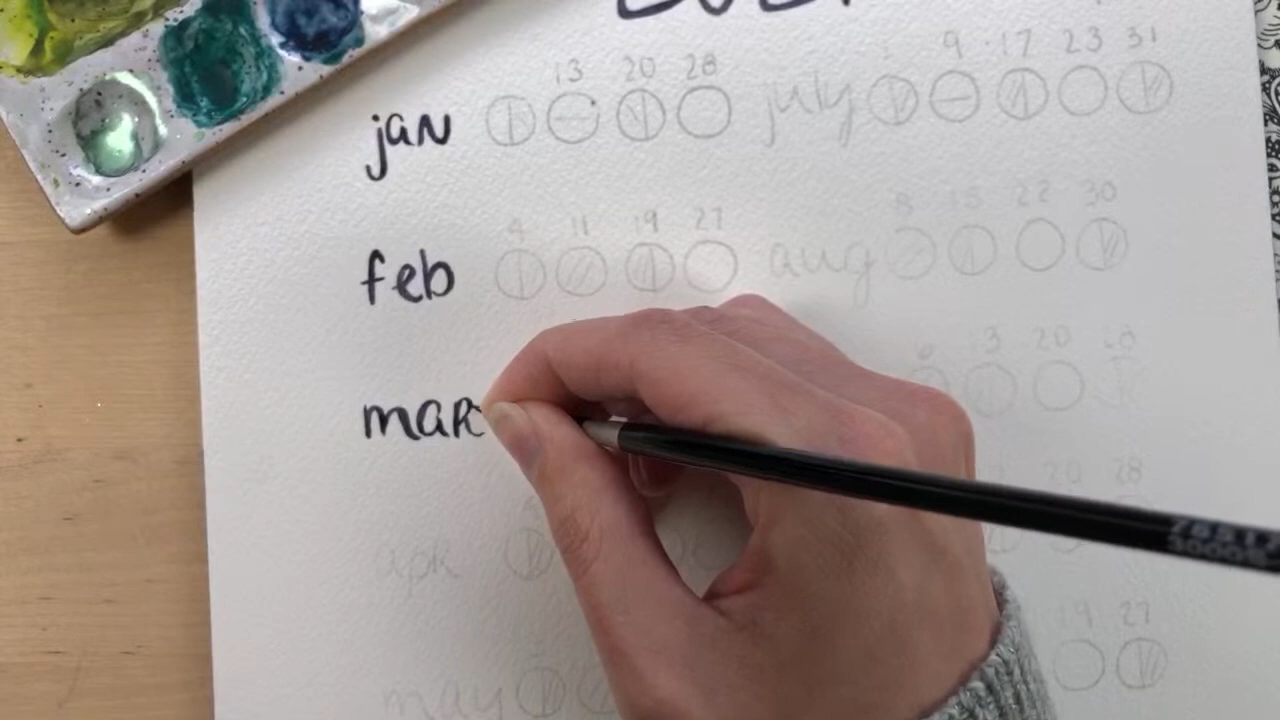 13 20 28 9 17 23 31
jan july
4 11 19 27 8 15 22 30
feb aug
3 20
mar
20 28
apr
19 27
may